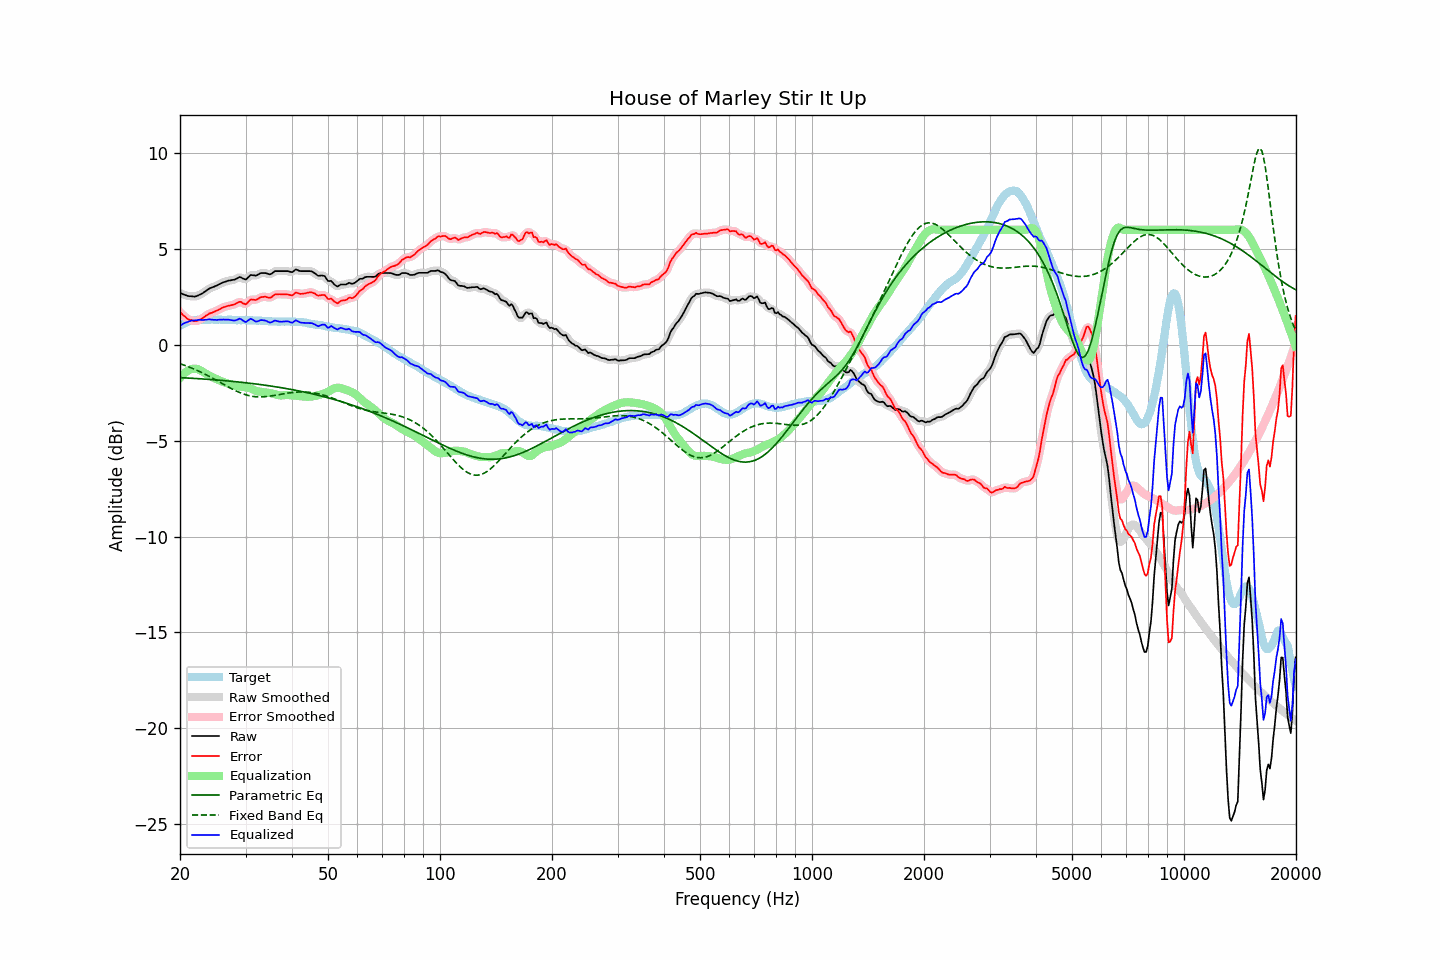 House of Marley Stir It Up
10
5
0
−5
−10
−15
−20
−25
Amplitude (dBr)
Target
Raw Smoothed
Error Smoothed
Raw
Error
Equalization
Parametric Eq
Fixed Band Eq
Equalized
20 50 100 200 500 1000 2000 5000 10000 20000
Frequency (Hz)